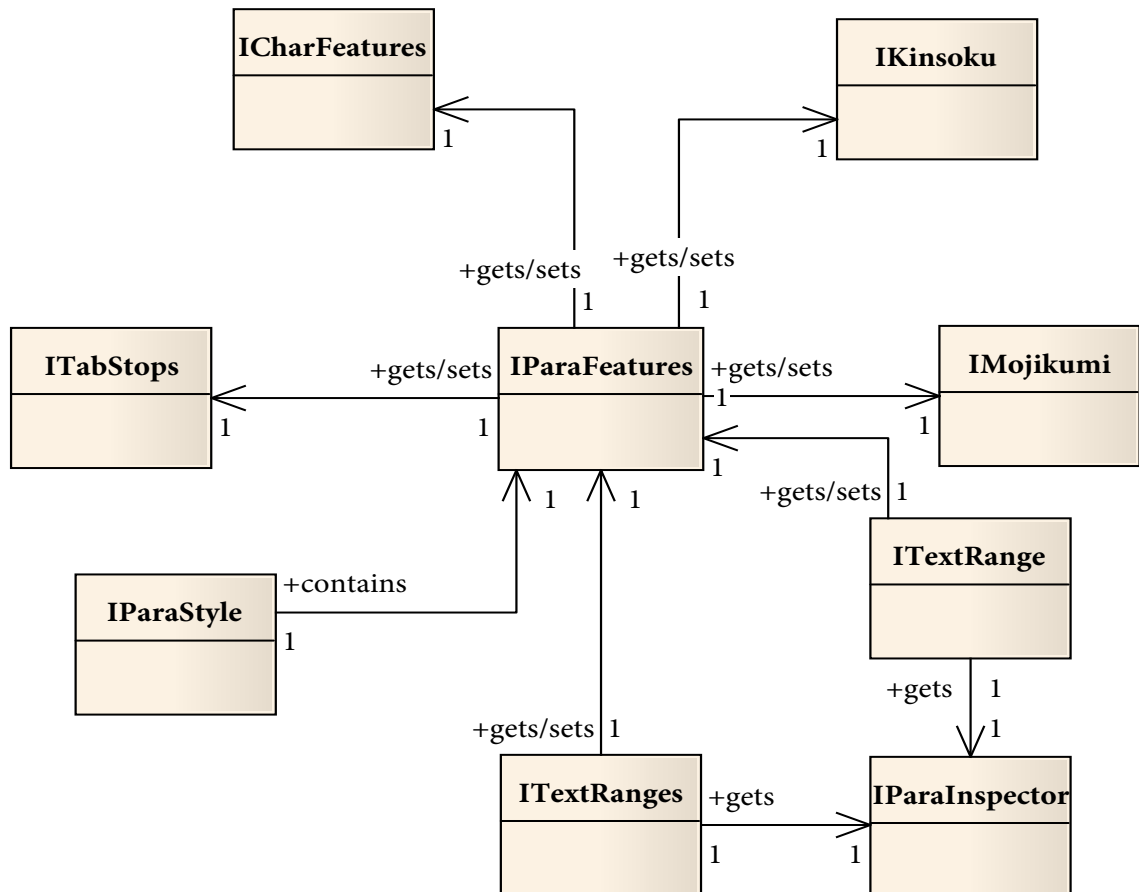 ICharFeatures
IKinsoku
1
1
+gets/sets
+gets/sets
1
1
ITabStops
+gets/sets
IParaFeatures
+gets/sets
IMojikumi
1
1
1
1
1
1
1
+gets/sets
1
ITextRange
IParaStyle
+contains
1
+gets
1
+gets/sets
1
1
ITextRanges
+gets
IParaInspector
1
1